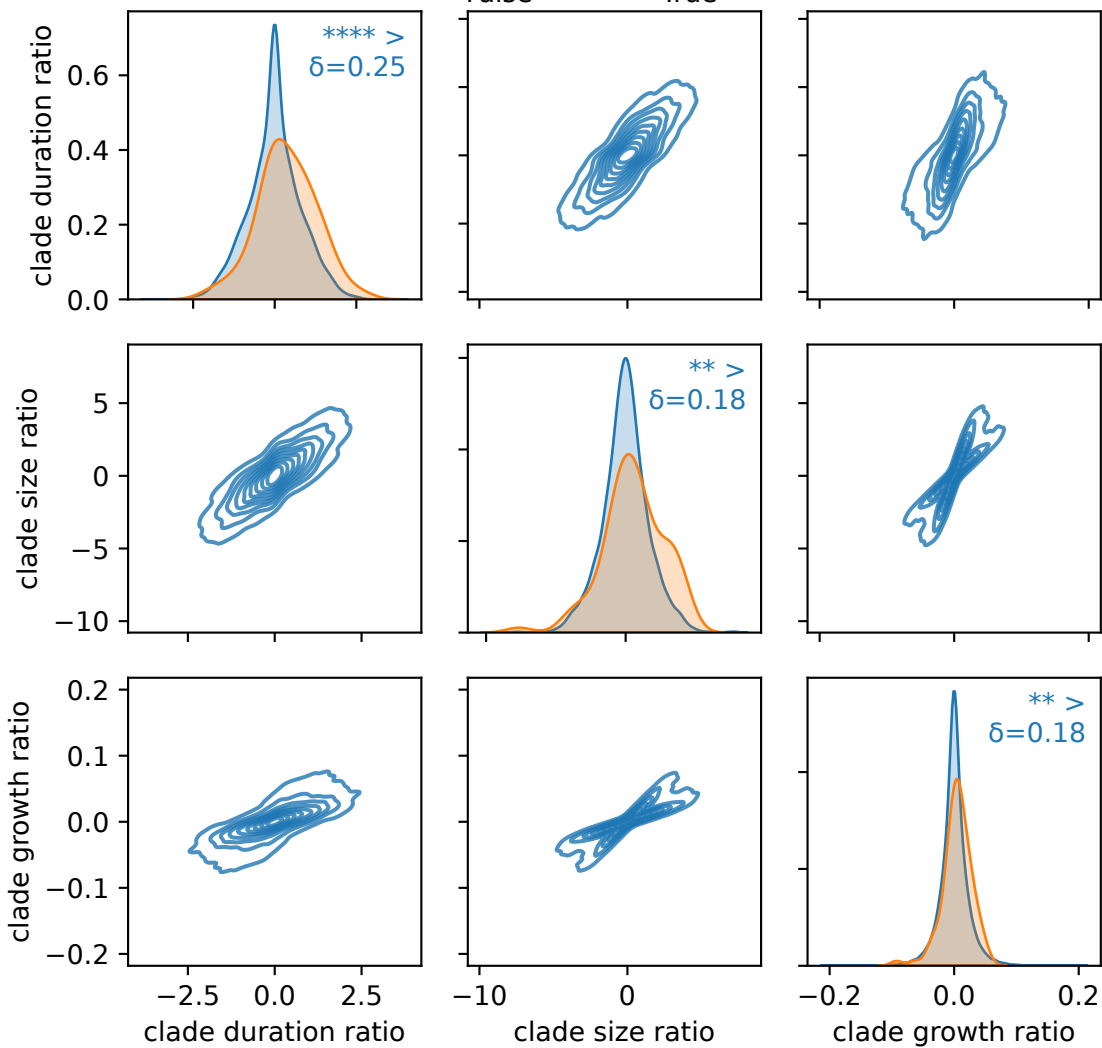 **** >
δ=0.25
clade duration ratio
0.6
0.4
0.2
0.0
** >
δ=0.18
clade size ratio
5
0
−5
−10
** >
δ=0.18
clade growth ratio
0.2
0.1
0.0
−0.1
−0.2
−2.5 0.0 2.5
−10 0
−0.2 0.0 0.2
clade duration ratio
clade size ratio
clade growth ratio